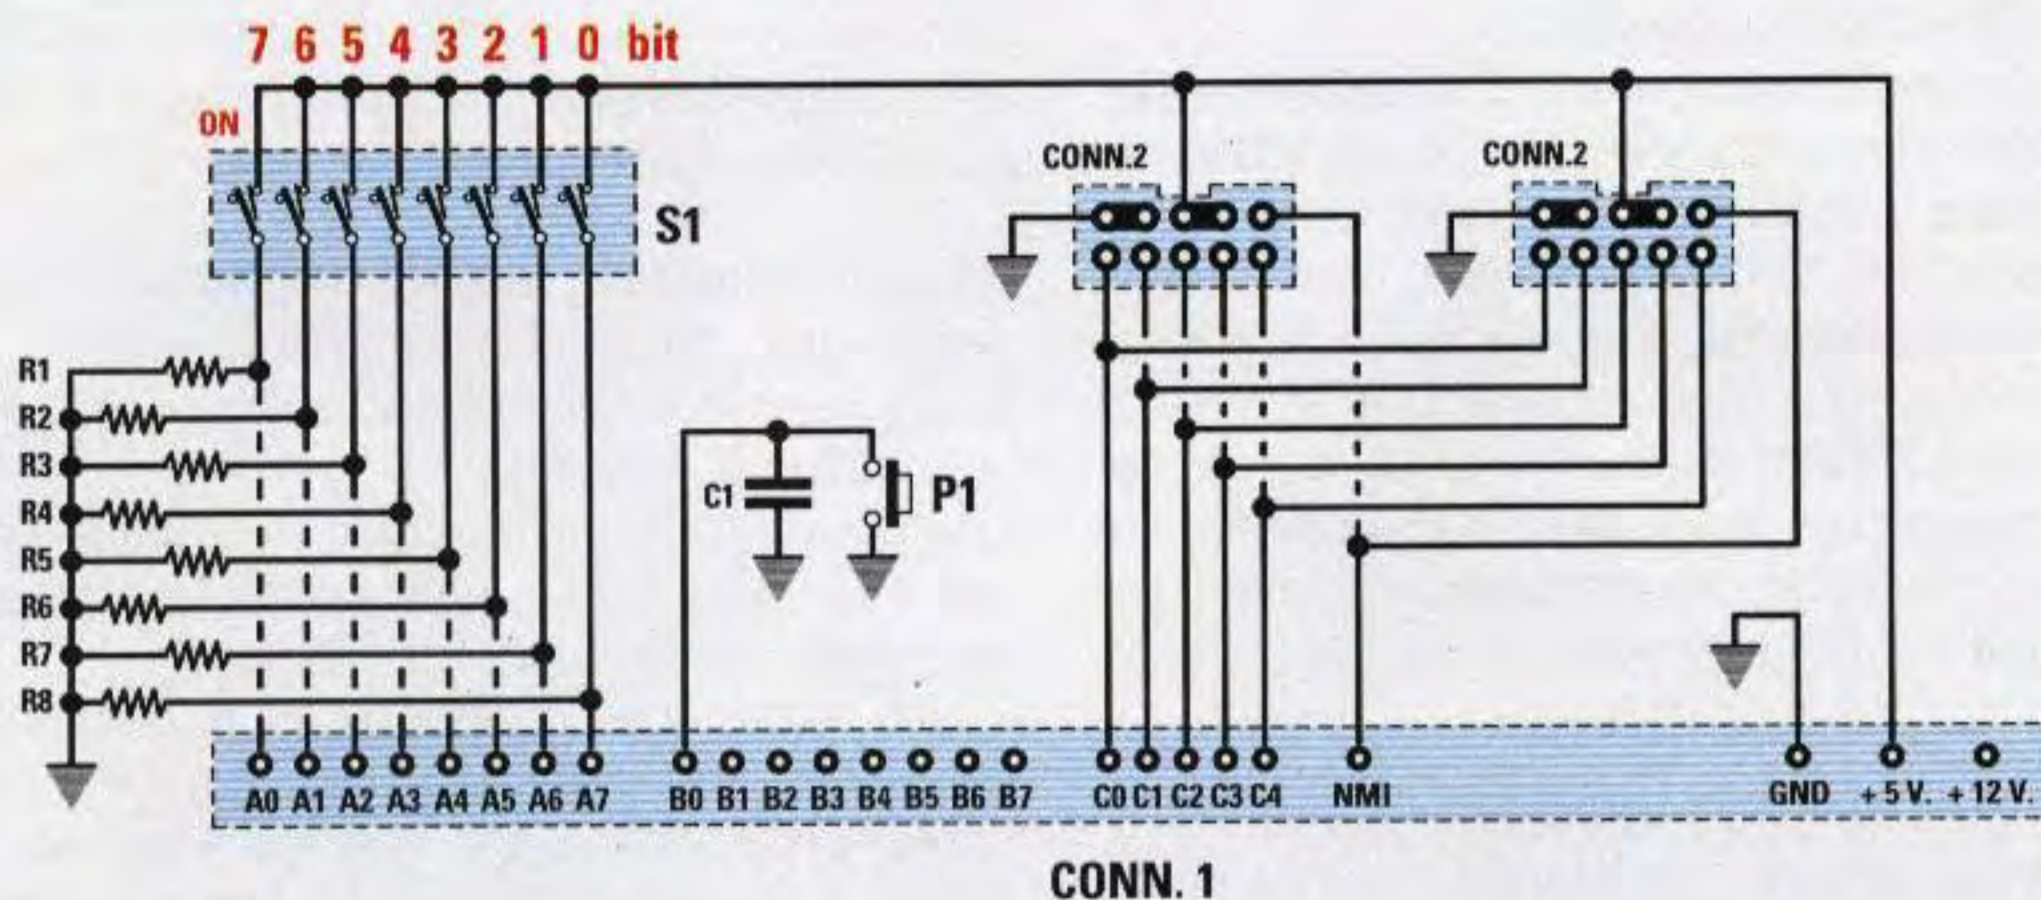 7 6 5 4 3 2 1 0 bit
ON
S1
CONN.2
CONN.2
R1
R2
R3
R4
R5
R6
R7
R8
C1
P1
A0 A1 A2 A3 A4 A5 A6 A7 B0 B1 B2 B3 B4 B5 B6 B7 C0 C1 C2 C3 C4 NMI GND +5 V. +12 V.
CONN. 1